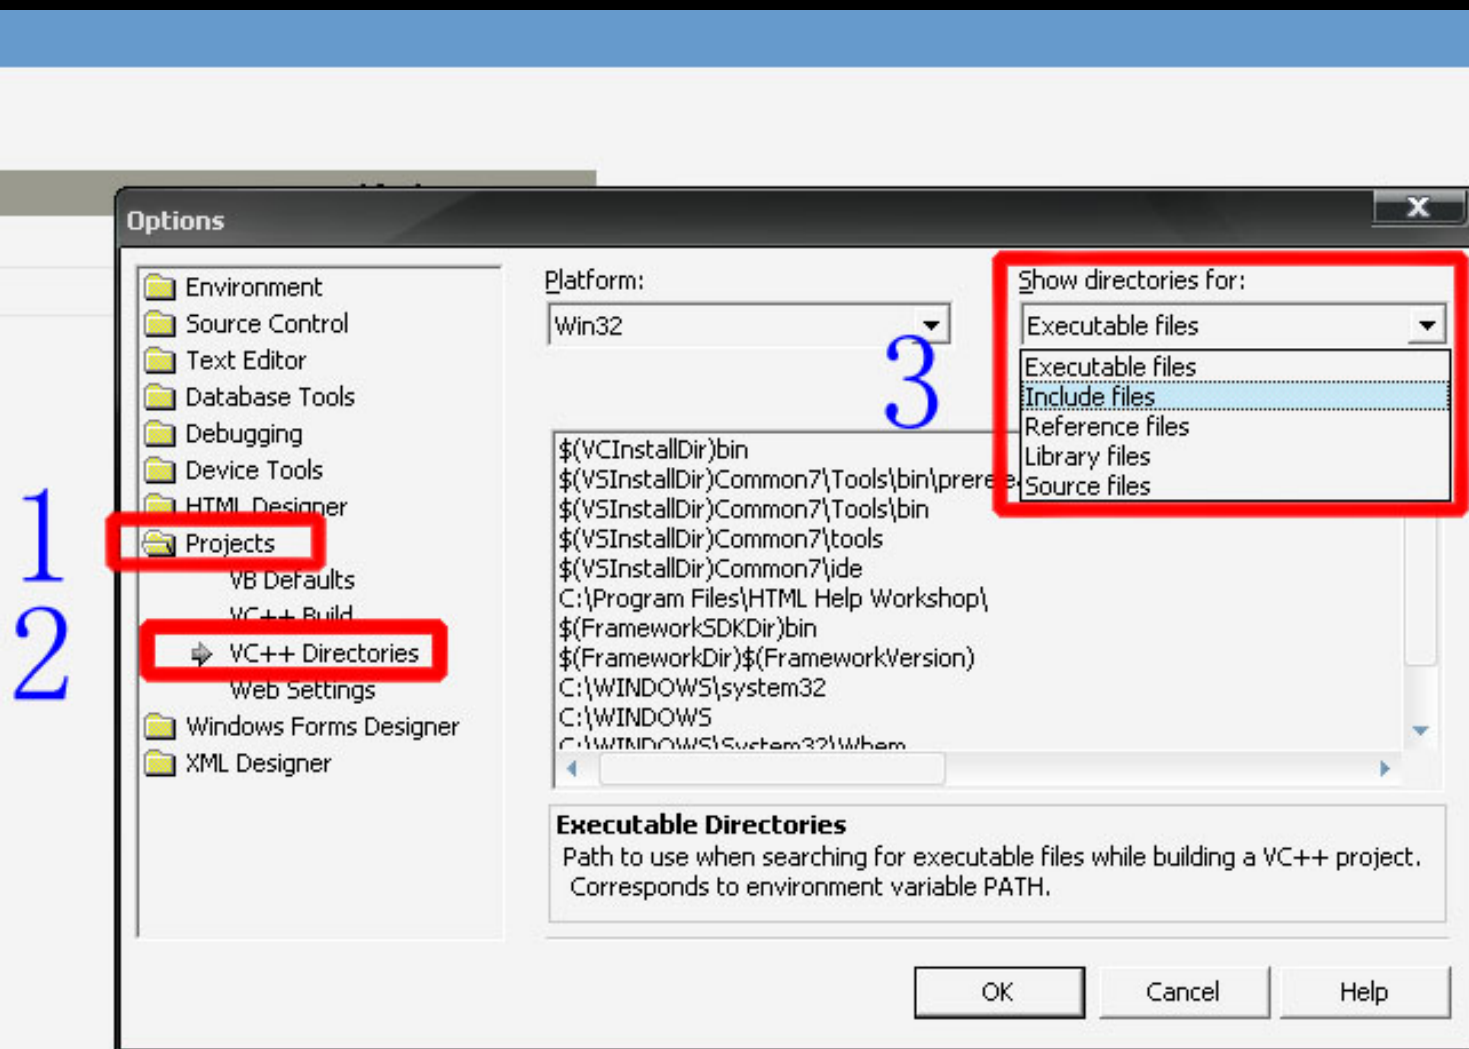 Options
X
Environment
Source Control
Text Editor
Database Tools
Debugging
Device Tools
HTML Designer
1
Projects
VB Defaults
VC++ Build
2
VC++ Directories
Web Settings
Windows Forms Designer
XML Designer
Platform:
Win32
3
Show directories for:
Executable files
Executable files
Include files
Reference files
Library files
Source files
$(VCInstallDir)bin
$(VSInstallDir)Common7\Tools\bin\prerele
$(VSInstallDir)Common7\Tools\bin
$(VSInstallDir)Common7\tools
$(VSInstallDir)Common7\ide
C:\Program Files\HTML Help Workshop\
$(FrameworkSDKDir)bin
$(FrameworkDir)$(FrameworkVersion)
C:\WINDOWS\system32
C:\WINDOWS
C:\WINDOWS\System32\Wbem
Executable Directories
Path to use when searching for executable files while building a VC++ project.
Corresponds to environment variable PATH.
OK
Cancel
Help